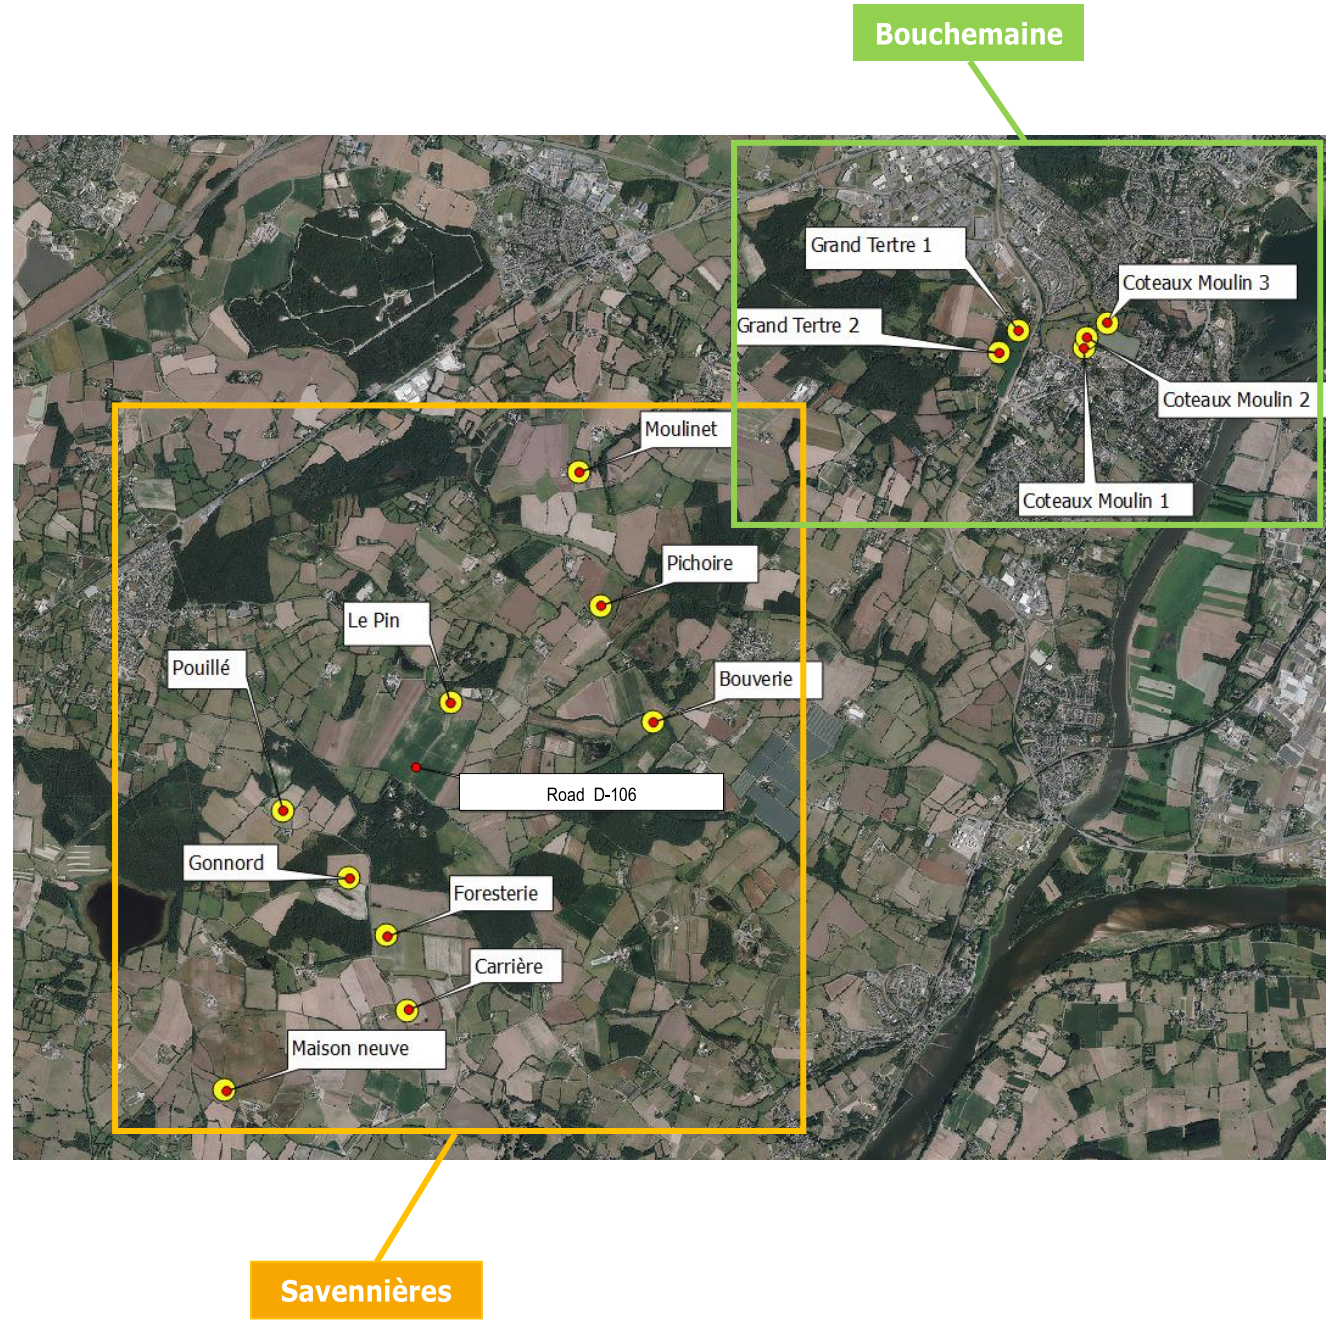 Bouchemaine
Grand Tertre 1
Coteaux Moulin 3
Grand Tertre 2
Coteaux Moulin 2
Moulinet
Coteaux Moulin 1
Pichoire
Le Pin
Pouillé
Bouverie
Road D-106
Gonnord
Foresterie
Carrière
Maison neuve
Savennières